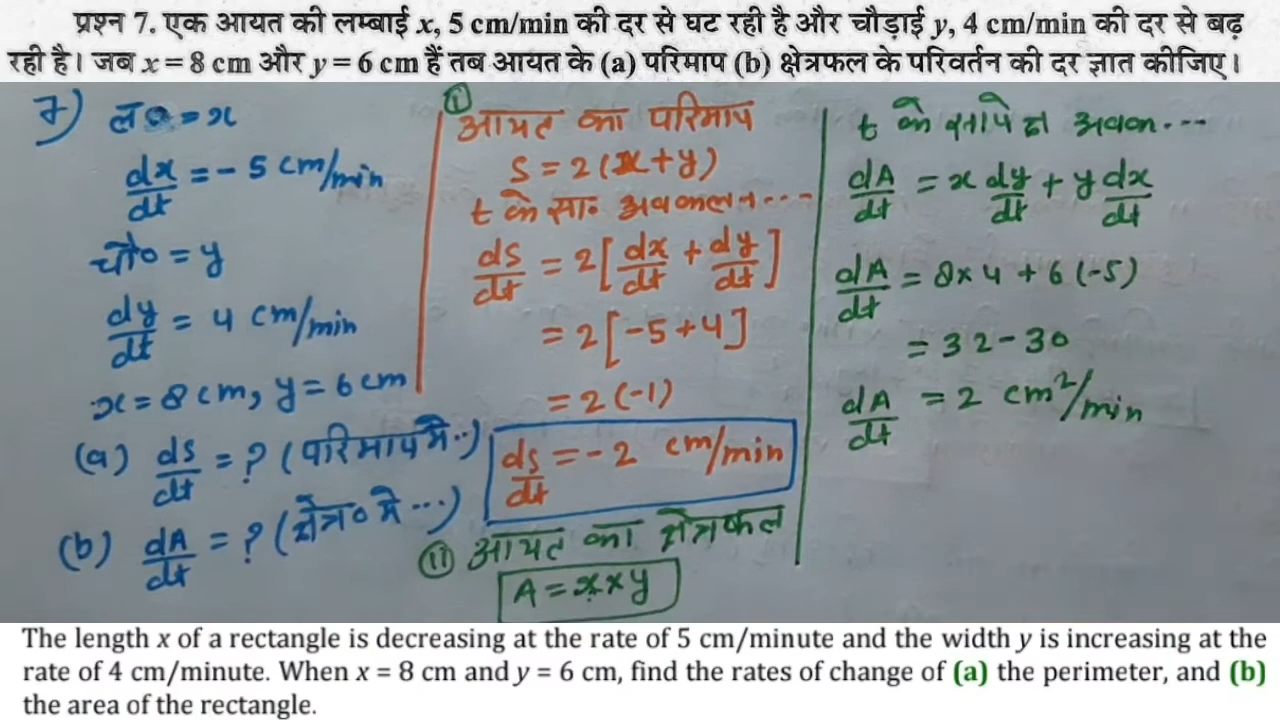 प्रश्न 7. एक आयत की लम्बाई x, 5 cm/min की दर से घट रही है और चौड़ाई y, 4 cm/min की दर से बढ़
रही है। जब x = 8 cm और y = 6 cm हैं तब आयत के (a) परिमाप (b) क्षेत्रफल के परिवर्तन की दर ज्ञात कीजिए।
7) ल० = x
dx/dt = - 5 cm/min
चौ० = y
dy/dt = 4 cm/min
x = 8 cm, y = 6 cm
(a) ds/dt = ? (परिमाप में..)
(b) dA/dt = ? (क्षेत्र० में ...)
(i) आयत का परिमाप
S = 2(x+y)
t के सा० अवकलन...
ds/dt = 2[dx/dt + dy/dt]
= 2[-5+4]
= 2(-1)
ds/dt = -2 cm/min
(ii) आयत का क्षेत्रफल
A = x × y
t के सापेक्ष अवक०...
dA/dt = x dy/dt + y dx/dt
dA/dt = 8×4 + 6(-5)
= 32-30
dA/dt = 2 cm²/min
The length x of a rectangle is decreasing at the rate of 5 cm/minute and the width y is increasing at the
rate of 4 cm/minute. When x = 8 cm and y = 6 cm, find the rates of change of (a) the perimeter, and (b)
the area of the rectangle.